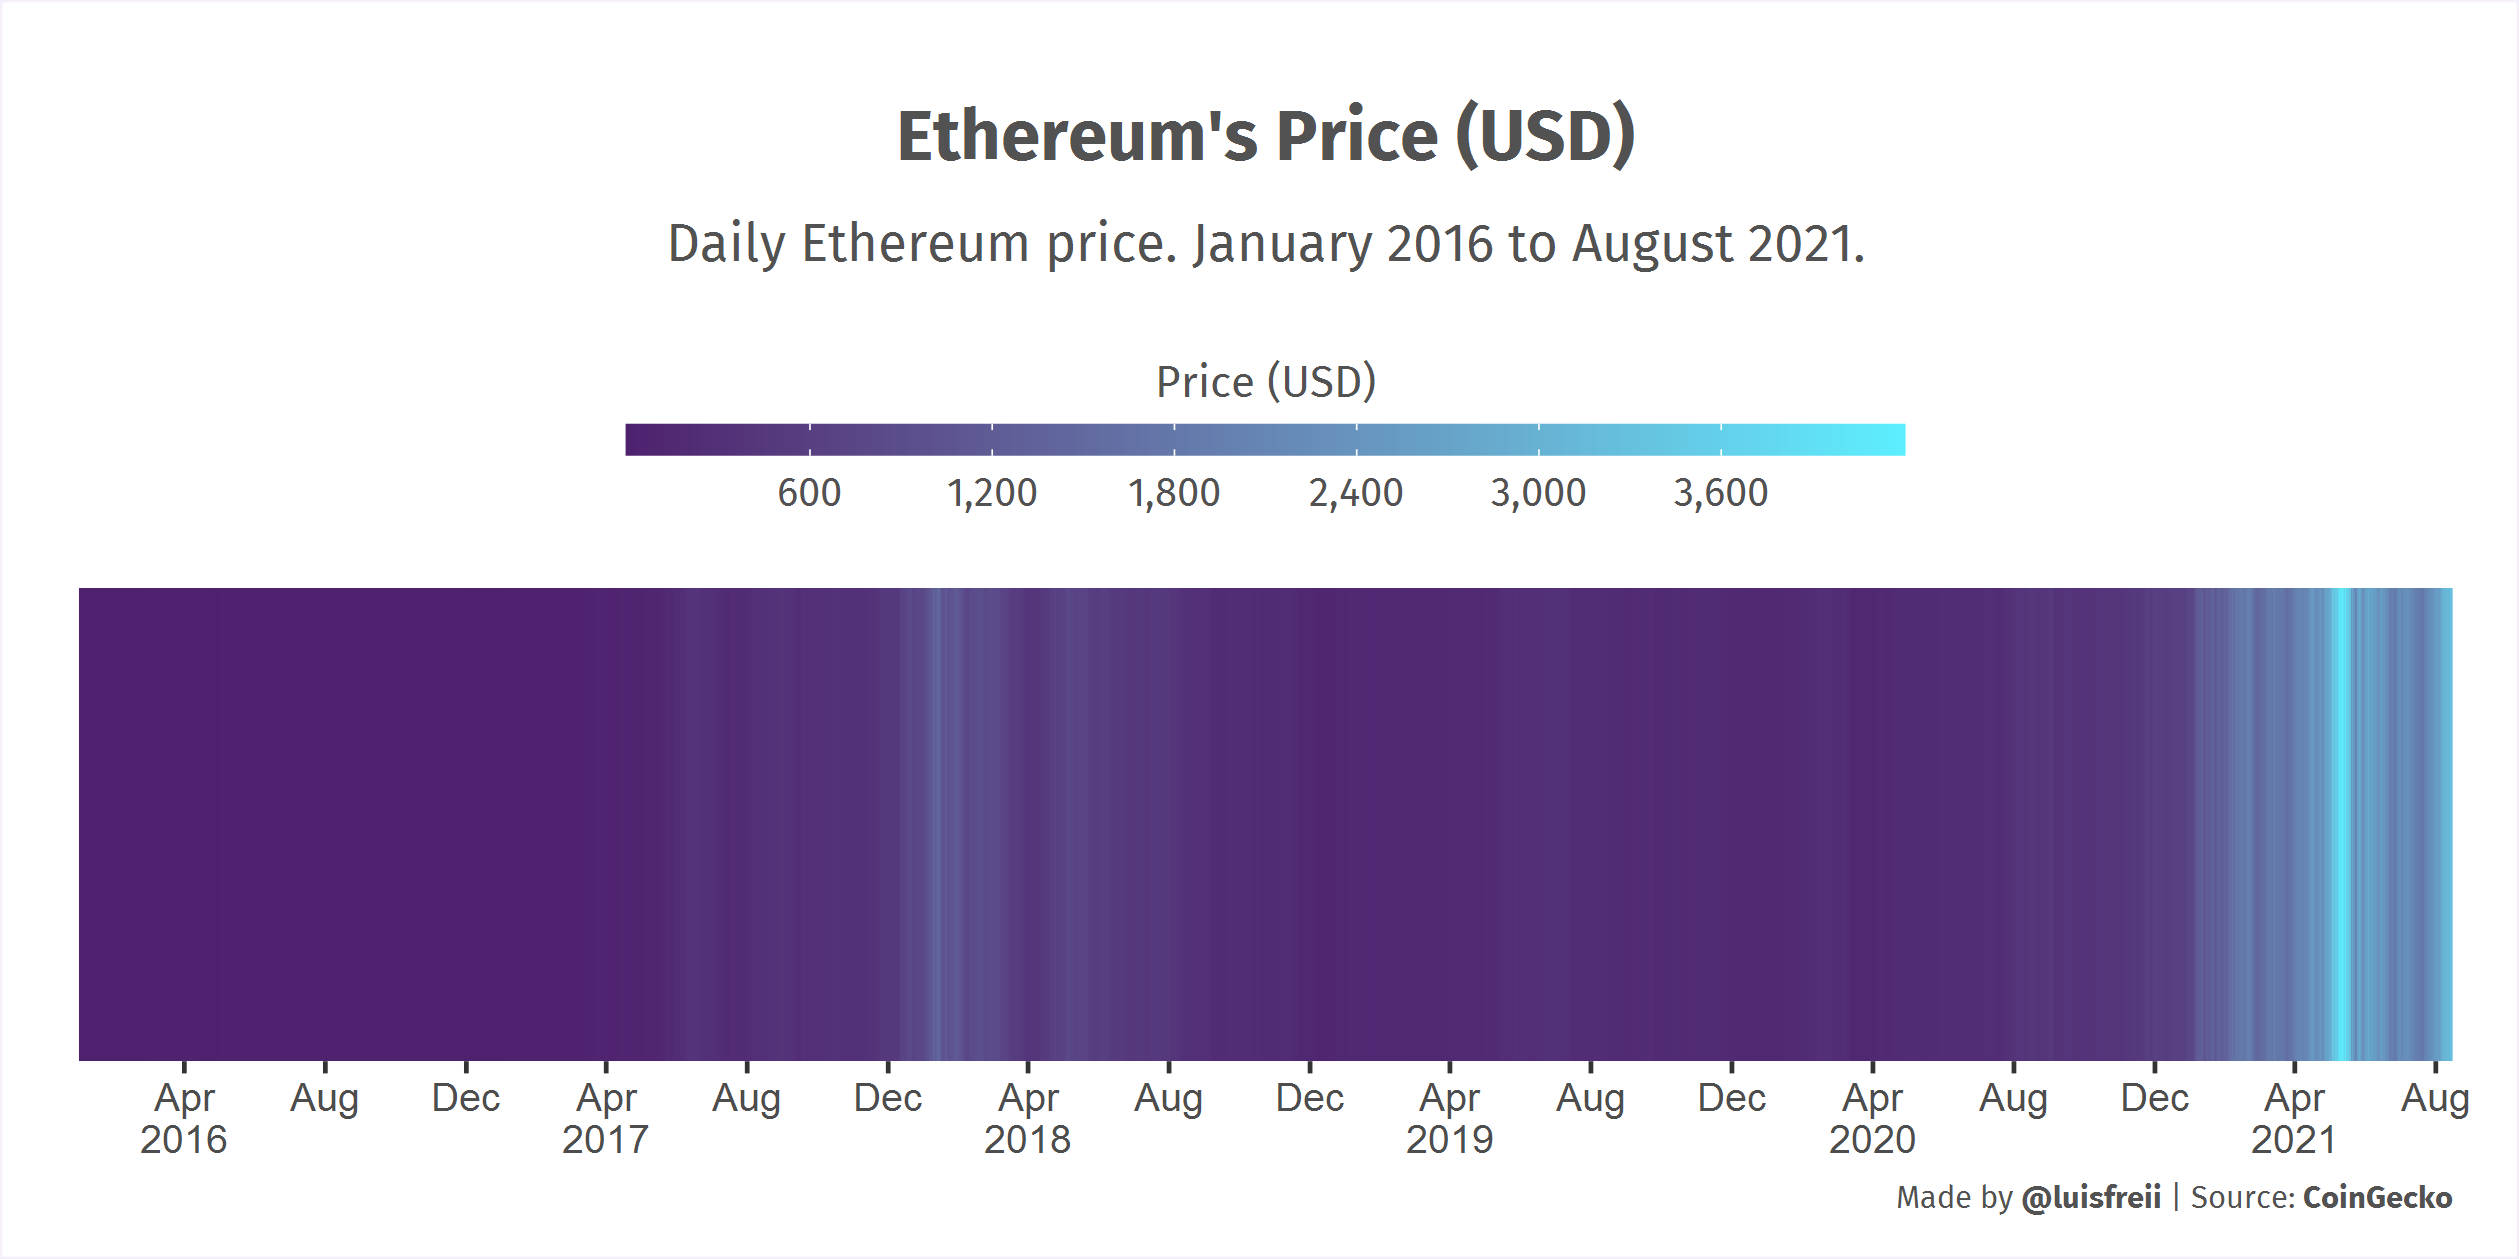 Ethereum's Price (USD)
Daily Ethereum price. January 2016 to August 2021.
Price (USD)
600 1,200 1,800 2,400 3,000 3,600
Apr Aug Dec Apr Aug Dec Apr Aug Dec Apr Aug Dec Apr Aug Dec Apr Aug
2016 2017 2018 2019 2020 2021
Made by @luisfreii | Source: CoinGecko